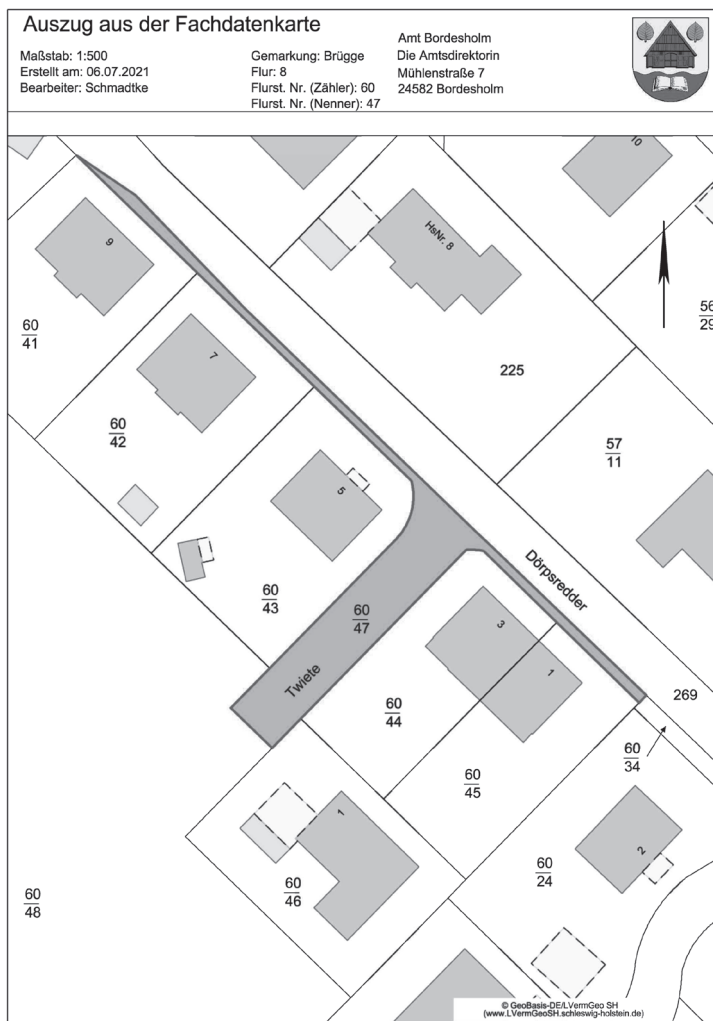 Auszug aus der Fachdatenkarte
Maßstab: 1:500
Erstellt am: 06.07.2021
Bearbeiter: Schmadtke
Gemarkung: Brügge
Flur: 8
Flurst. Nr. (Zähler): 60
Flurst. Nr. (Nenner): 47
Amt Bordesholm
Die Amtsdirektorin
Mühlenstraße 7
24582 Bordesholm
10
9
HsNr. 8
56
29
60
41
7
225
60
42
57
11
5
60
43
Dörpsredder
60
47
3
Twiete
1
269
60
44
60
34
60
45
1
2
60
24
60
46
60
48
© GeoBasis-DE/LVermGeo SH
(www.LVermGeoSH.schleswig-holstein.de)